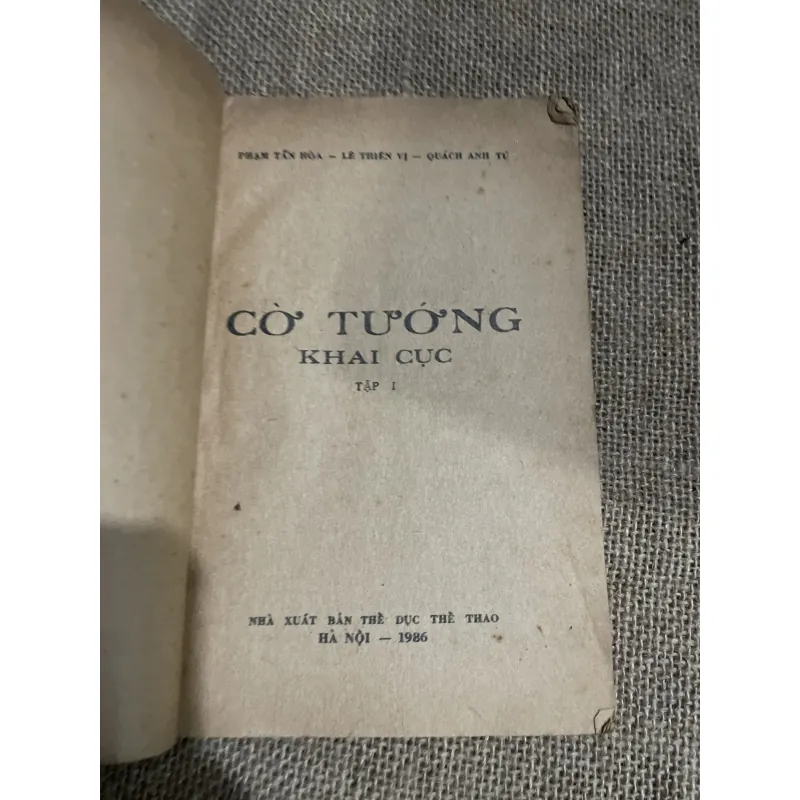 PHẠM TẤN HÒA — LÊ THIÊN VỊ — QUÁCH ANH TÚ
CỜ TƯỚNG
KHAI CỤC
TẬP I
NHÀ XUẤT BẢN THỂ DỤC THỂ THAO
HÀ NỘI — 1986